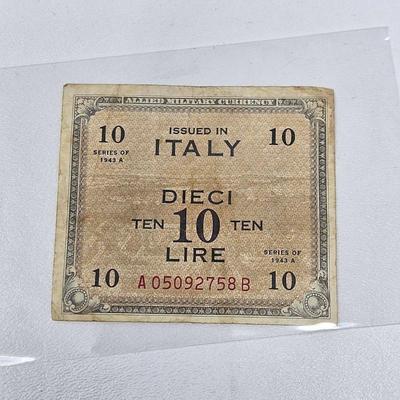 ALLIED MILITARY CURRENCY
10 ISSUED IN 10
SERIES OF
1943 A
ITALY
DIECI
TEN 10 TEN
LIRE
SERIES OF
1943 A
10 A05092758B 10